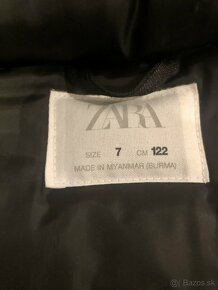 ZARA
SIZE 7 CM 122
MADE IN MYANMAR (BURMA)
Bazos.sk